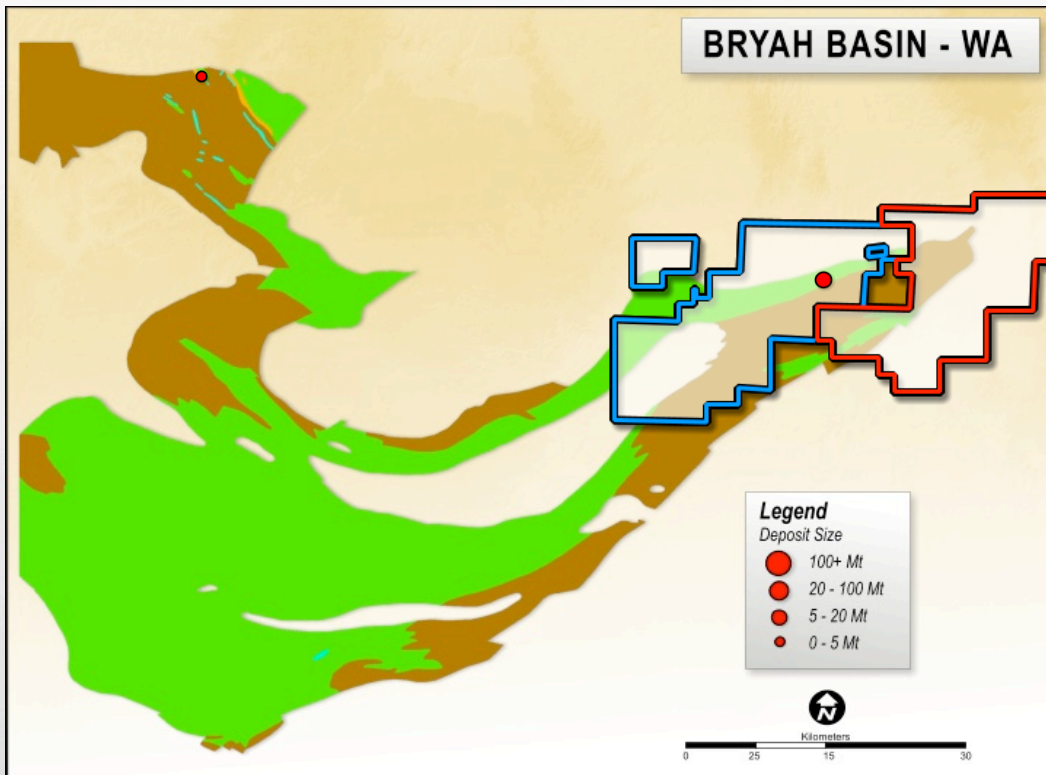 BRYAH BASIN - WA
Legend
Deposit Size
100+ Mt
20 - 100 Mt
5 - 20 Mt
0 - 5 Mt
N
Kilometers
0 25 15 30